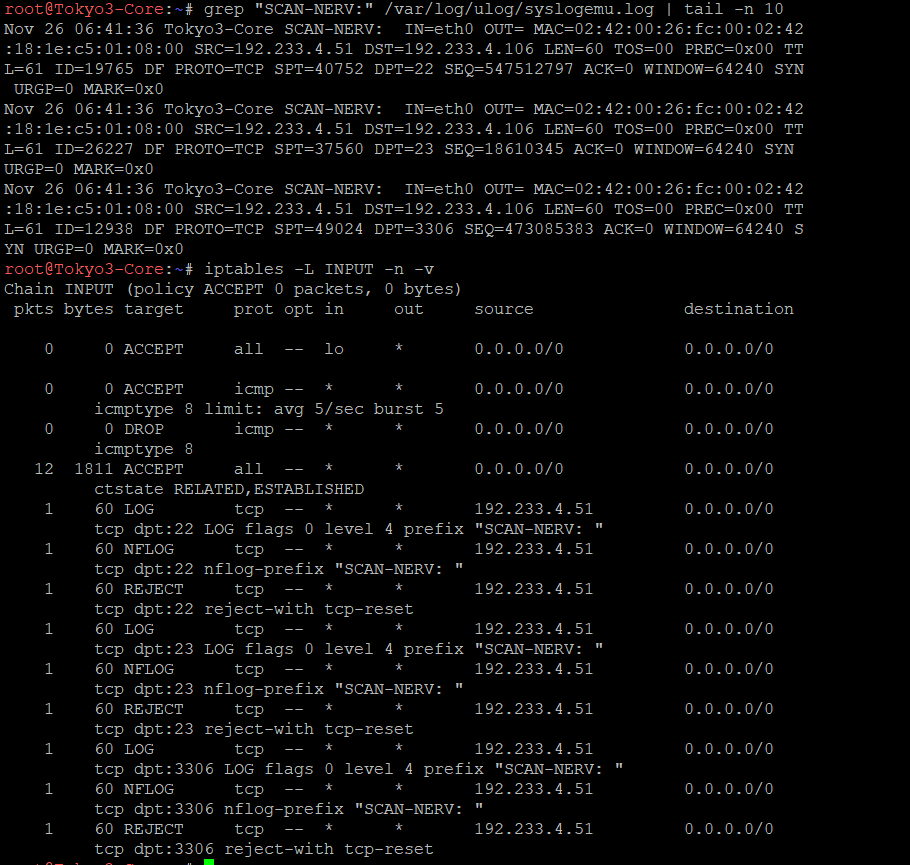 root@Tokyo3-Core:~# grep "SCAN-NERV:" /var/log/ulog/syslogemu.log | tail -n 10
Nov 26 06:41:36 Tokyo3-Core SCAN-NERV:  IN=eth0 OUT= MAC=02:42:00:26:fc:00:02:42
:18:1e:c5:01:08:00 SRC=192.233.4.51 DST=192.233.4.106 LEN=60 TOS=00 PREC=0x00 TT
L=61 ID=19765 DF PROTO=TCP SPT=40752 DPT=22 SEQ=547512797 ACK=0 WINDOW=64240 SYN
 URGP=0 MARK=0x0
Nov 26 06:41:36 Tokyo3-Core SCAN-NERV:  IN=eth0 OUT= MAC=02:42:00:26:fc:00:02:42
:18:1e:c5:01:08:00 SRC=192.233.4.51 DST=192.233.4.106 LEN=60 TOS=00 PREC=0x00 TT
L=61 ID=26227 DF PROTO=TCP SPT=37560 DPT=23 SEQ=18610345 ACK=0 WINDOW=64240 SYN
URGP=0 MARK=0x0
Nov 26 06:41:36 Tokyo3-Core SCAN-NERV:  IN=eth0 OUT= MAC=02:42:00:26:fc:00:02:42
:18:1e:c5:01:08:00 SRC=192.233.4.51 DST=192.233.4.106 LEN=60 TOS=00 PREC=0x00 TT
L=61 ID=12938 DF PROTO=TCP SPT=49024 DPT=3306 SEQ=473085383 ACK=0 WINDOW=64240 S
YN URGP=0 MARK=0x0
root@Tokyo3-Core:~# iptables -L INPUT -n -v
Chain INPUT (policy ACCEPT 0 packets, 0 bytes)
 pkts bytes target     prot opt in     out     source               destination
    0     0 ACCEPT     all  --  lo     *       0.0.0.0/0            0.0.0.0/0
    0     0 ACCEPT     icmp --  *      *       0.0.0.0/0            0.0.0.0/0
         icmptype 8 limit: avg 5/sec burst 5
    0     0 DROP       icmp --  *      *       0.0.0.0/0            0.0.0.0/0
         icmptype 8
   12  1811 ACCEPT     all  --  *      *       0.0.0.0/0            0.0.0.0/0
         ctstate RELATED,ESTABLISHED
    1    60 LOG        tcp  --  *      *       192.233.4.51         0.0.0.0/0
         tcp dpt:22 LOG flags 0 level 4 prefix "SCAN-NERV: "
    1    60 NFLOG      tcp  --  *      *       192.233.4.51         0.0.0.0/0
         tcp dpt:22 nflog-prefix "SCAN-NERV: "
    1    60 REJECT     tcp  --  *      *       192.233.4.51         0.0.0.0/0
         tcp dpt:22 reject-with tcp-reset
    1    60 LOG        tcp  --  *      *       192.233.4.51         0.0.0.0/0
         tcp dpt:23 LOG flags 0 level 4 prefix "SCAN-NERV: "
    1    60 NFLOG      tcp  --  *      *       192.233.4.51         0.0.0.0/0
         tcp dpt:23 nflog-prefix "SCAN-NERV: "
    1    60 REJECT     tcp  --  *      *       192.233.4.51         0.0.0.0/0
         tcp dpt:23 reject-with tcp-reset
    1    60 LOG        tcp  --  *      *       192.233.4.51         0.0.0.0/0
         tcp dpt:3306 LOG flags 0 level 4 prefix "SCAN-NERV: "
    1    60 NFLOG      tcp  --  *      *       192.233.4.51         0.0.0.0/0
         tcp dpt:3306 nflog-prefix "SCAN-NERV: "
    1    60 REJECT     tcp  --  *      *       192.233.4.51         0.0.0.0/0
         tcp dpt:3306 reject-with tcp-reset